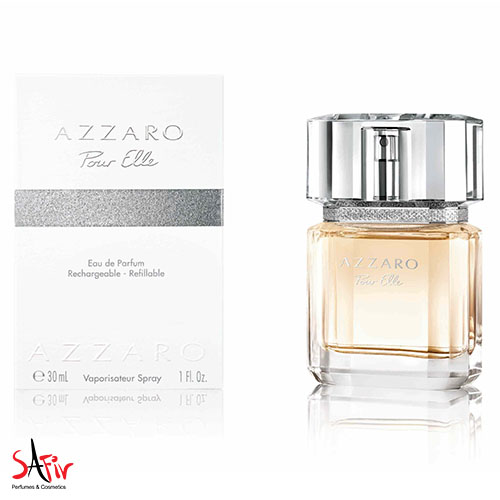 AZZARO
Pour Elle
Eau de Parfum
Rechargeable - Refillable
AZZARO
℮ 30 mL Vaporisateur Spray 1 Fl. Oz.
AZZARO
Pour Elle
SAFir
Perfumes & Cosmetics